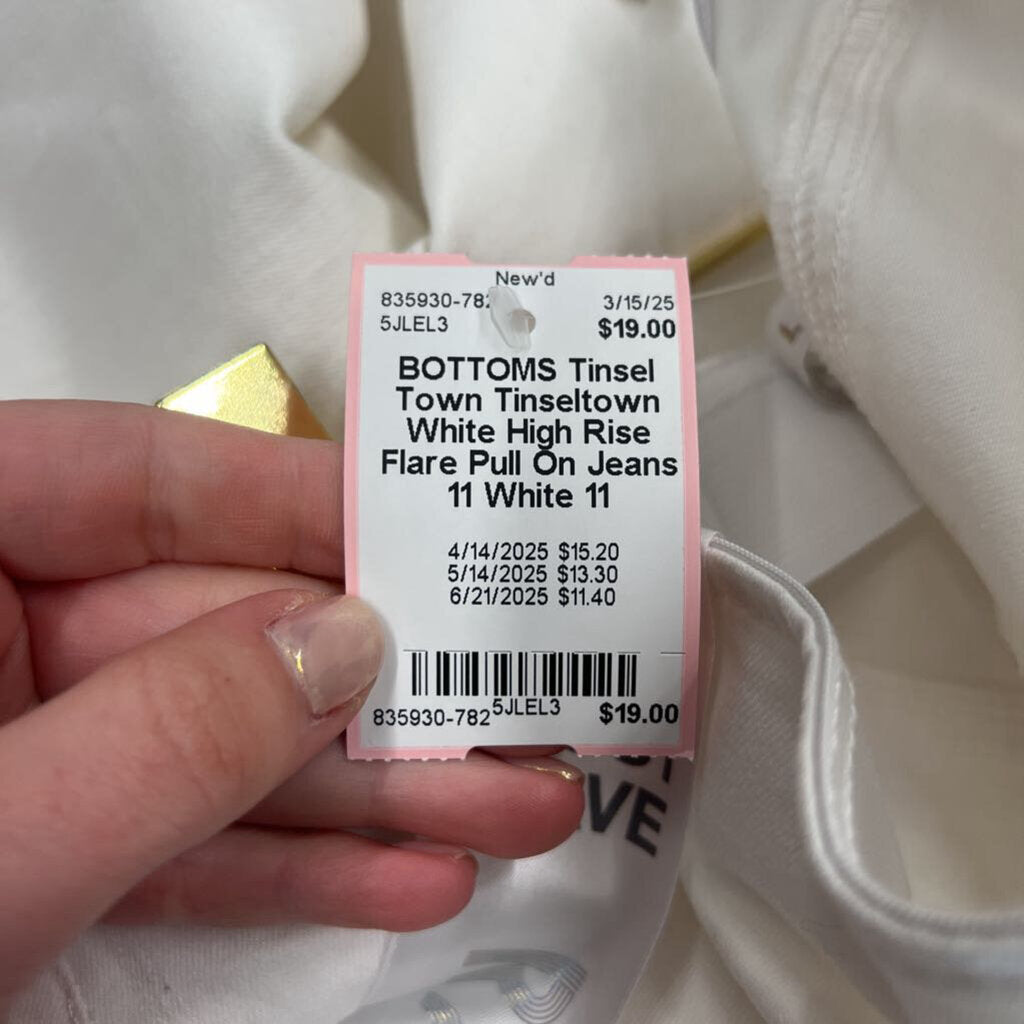 New'd
835930-782 3/15/25
5JLEL3 $19.00
BOTTOMS Tinsel
Town Tinseltown
White High Rise
Flare Pull On Jeans
11 White 11
4/14/2025 $15.20
5/14/2025 $13.30
6/21/2025 $11.40
835930-782 5JLEL3 $19.00